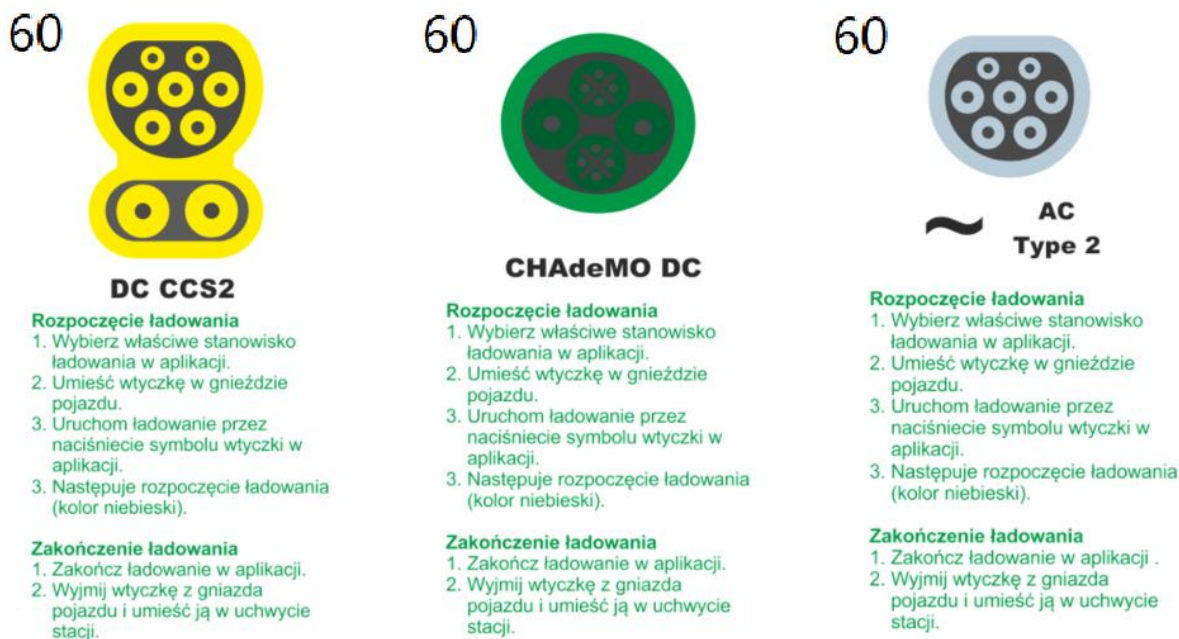 60
DC CCS2
Rozpoczęcie ładowania
1. Wybierz właściwe stanowisko
ładowania w aplikacji.
2. Umieść wtyczkę w gnieździe
pojazdu.
3. Uruchom ładowanie przez
naciśniecie symbolu wtyczki w
aplikacji.
3. Następuje rozpoczęcie ładowania
(kolor niebieski).
Zakończenie ładowania
1. Zakończ ładowanie w aplikacji.
2. Wyjmij wtyczkę z gniazda
pojazdu i umieść ją w uchwycie
stacji.
60
CHAdeMO DC
Rozpoczęcie ładowania
1. Wybierz właściwe stanowisko
ładowania w aplikacji.
2. Umieść wtyczkę w gnieździe
pojazdu.
3. Uruchom ładowanie przez
naciśniecie symbolu wtyczki w
aplikacji.
3. Następuje rozpoczęcie ładowania
(kolor niebieski).
Zakończenie ładowania
1. Zakończ ładowanie w aplikacji.
2. Wyjmij wtyczkę z gniazda
pojazdu i umieść ją w uchwycie
stacji.
60
~ AC
Type 2
Rozpoczęcie ładowania
1. Wybierz właściwe stanowisko
ładowania w aplikacji.
2. Umieść wtyczkę w gnieździe
pojazdu.
3. Uruchom ładowanie przez
naciśniecie symbolu wtyczki w
aplikacji.
3. Następuje rozpoczęcie ładowania
(kolor niebieski).
Zakończenie ładowania
1. Zakończ ładowanie w aplikacji .
2. Wyjmij wtyczkę z gniazda
pojazdu i umieść ją w uchwycie
stacji.